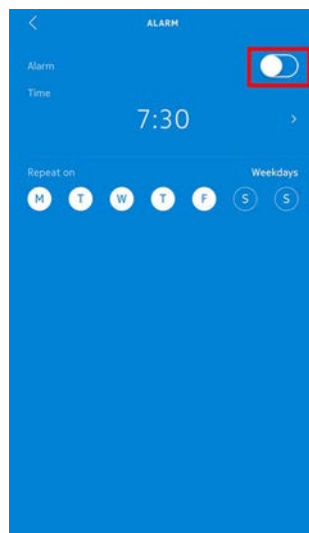 ALARM
Alarm
Time
7:30
Repeat on Weekdays
M T W T F S S